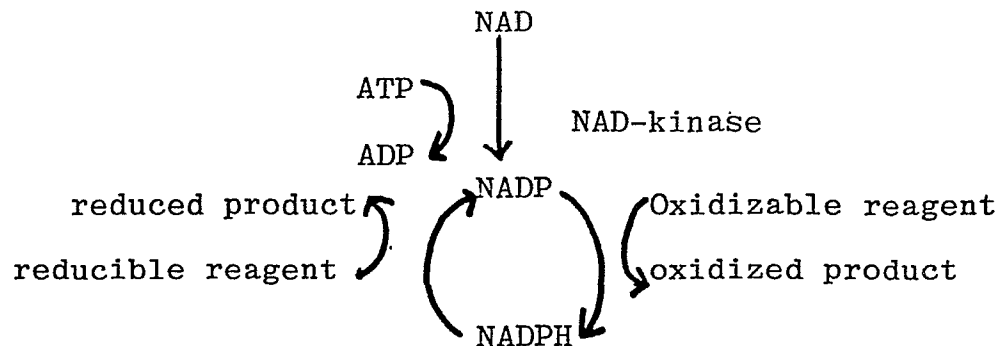 NAD
ATP
NAD-kinase
ADP
NADP
reduced product
Oxidizable reagent
reducible reagent
oxidized product
NADPH